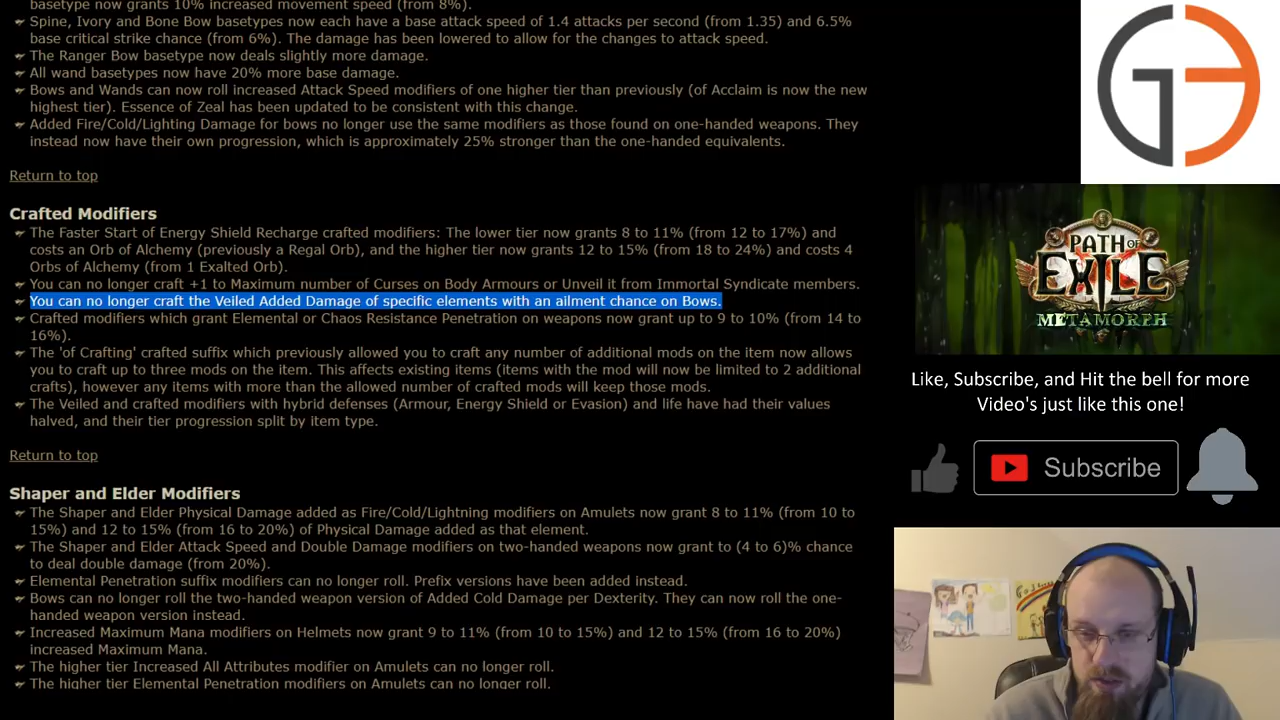 basetype now grants 10% increased movement speed (from 8%).
Spine, Ivory and Bone Bow basetypes now each have a base attack speed of 1.4 attacks per second (from 1.35) and 6.5%
base critical strike chance (from 6%). The damage has been lowered to allow for the changes to attack speed.
The Ranger Bow basetype now deals slightly more damage.
All wand basetypes now have 20% more base damage.
Bows and Wands can now roll increased Attack Speed modifiers of one higher tier than previously (of Acclaim is now the new
highest tier). Essence of Zeal has been updated to be consistent with this change.
Added Fire/Cold/Lighting Damage for bows no longer use the same modifiers as those found on one-handed weapons. They
instead now have their own progression, which is approximately 25% stronger than the one-handed equivalents.
Return to top
Crafted Modifiers
The Faster Start of Energy Shield Recharge crafted modifiers: The lower tier now grants 8 to 11% (from 12 to 17%) and
costs an Orb of Alchemy (previously a Regal Orb), and the higher tier now grants 12 to 15% (from 18 to 24%) and costs 4
Orbs of Alchemy (from 1 Exalted Orb).
You can no longer craft +1 to Maximum number of Curses on Body Armours or Unveil it from Immortal Syndicate members.
You can no longer craft the Veiled Added Damage of specific elements with an ailment chance on Bows.
Crafted modifiers which grant Elemental or Chaos Resistance Penetration on weapons now grant up to 9 to 10% (from 14 to
16%).
The 'of Crafting' crafted suffix which previously allowed you to craft any number of additional mods on the item now allows
you to craft up to three mods on the item. This affects existing items (items with the mod will now be limited to 2 additional
crafts), however any items with more than the allowed number of crafted mods will keep those mods.
The Veiled and crafted modifiers with hybrid defenses (Armour, Energy Shield or Evasion) and life have had their values
halved, and their tier progression split by item type.
Return to top
Shaper and Elder Modifiers
The Shaper and Elder Physical Damage added as Fire/Cold/Lightning modifiers on Amulets now grant 8 to 11% (from 10 to
15%) and 12 to 15% (from 16 to 20%) of Physical Damage added as that element.
The Shaper and Elder Attack Speed and Double Damage modifiers on two-handed weapons now grant to (4 to 6)% chance
to deal double damage (from 20%).
Elemental Penetration suffix modifiers can no longer roll. Prefix versions have been added instead.
Bows can no longer roll the two-handed weapon version of Added Cold Damage per Dexterity. They can now roll the one-
handed weapon version instead.
Increased Maximum Mana modifiers on Helmets now grant 9 to 11% (from 10 to 15%) and 12 to 15% (from 16 to 20%)
increased Maximum Mana.
The higher tier Increased All Attributes modifier on Amulets can no longer roll.
The higher tier Elemental Penetration modifiers on Amulets can no longer roll.
PATH OF
EXILE
METAMORPH
Like, Subscribe, and Hit the bell for more
Video's just like this one!
Subscribe